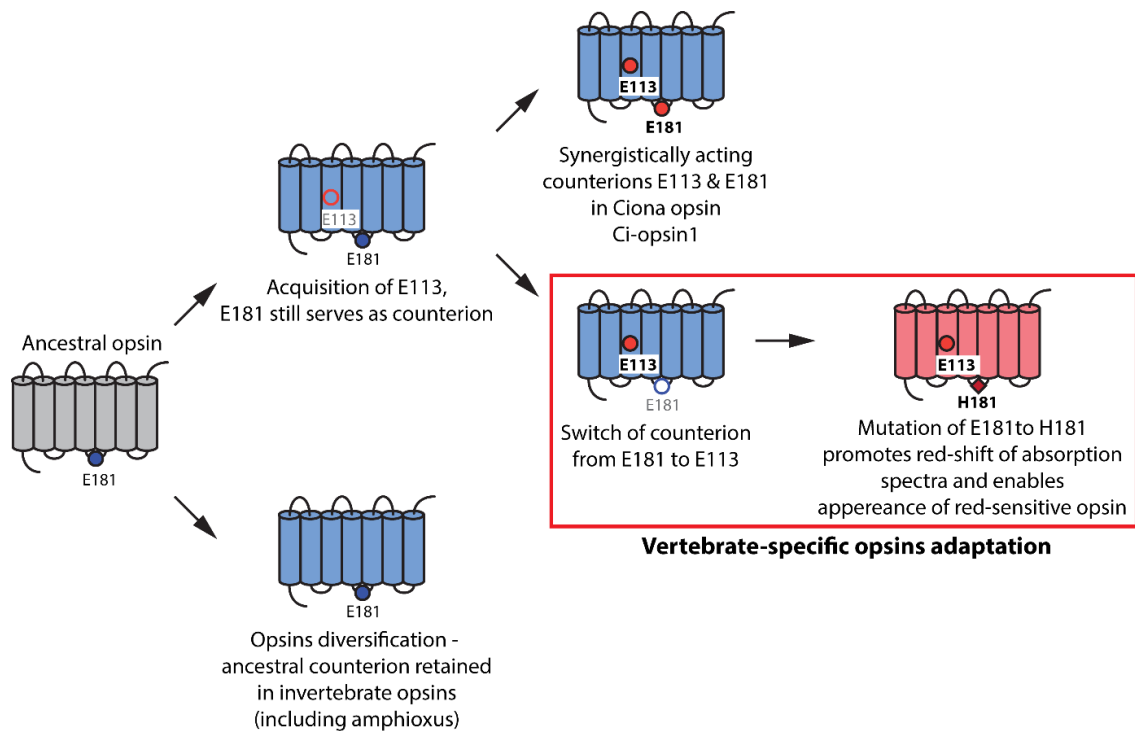 E113
E181
Synergistically acting
counterions E113 & E181
in Ciona opsin
Ci-opsin1
E113
E181
Acquisition of E113,
E181 still serves as counterion
Ancestral opsin
E181
E113
E181
Switch of counterion
from E181 to E113
E113
H181
Mutation of E181to H181
promotes red-shift of absorption
spectra and enables
appereance of red-sensitive opsin
Vertebrate-specific opsins adaptation
E181
Opsins diversification -
ancestral counterion retained
in invertebrate opsins
(including amphioxus)